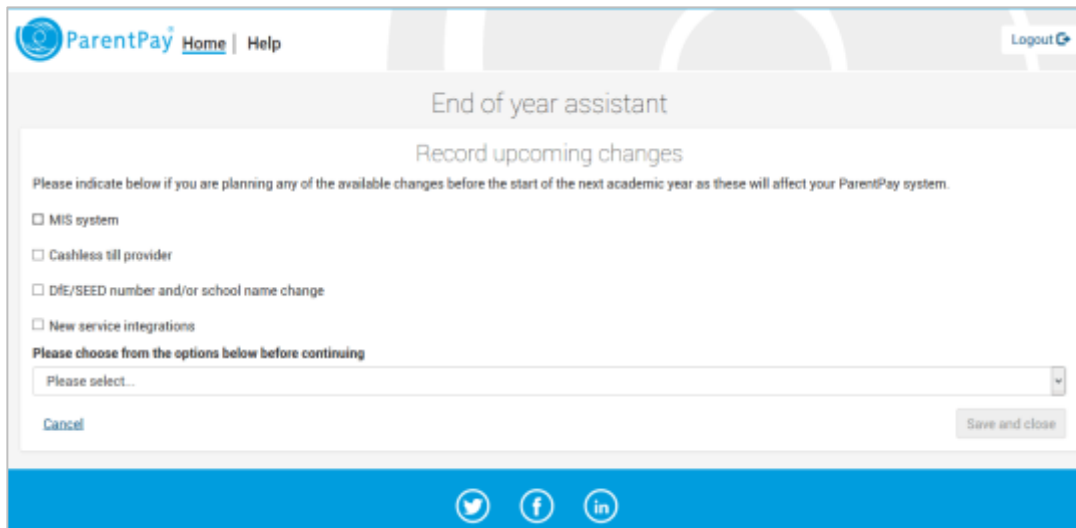 ParentPay® Home | Help
Logout
End of year assistant
Record upcoming changes
Please indicate below if you are planning any of the available changes before the start of the next academic year as these will affect your ParentPay system.
MIS system
Cashless till provider
DfE/SEED number and/or school name change
New service integrations
Please choose from the options below before continuing
Please select...
Cancel
Save and close
in